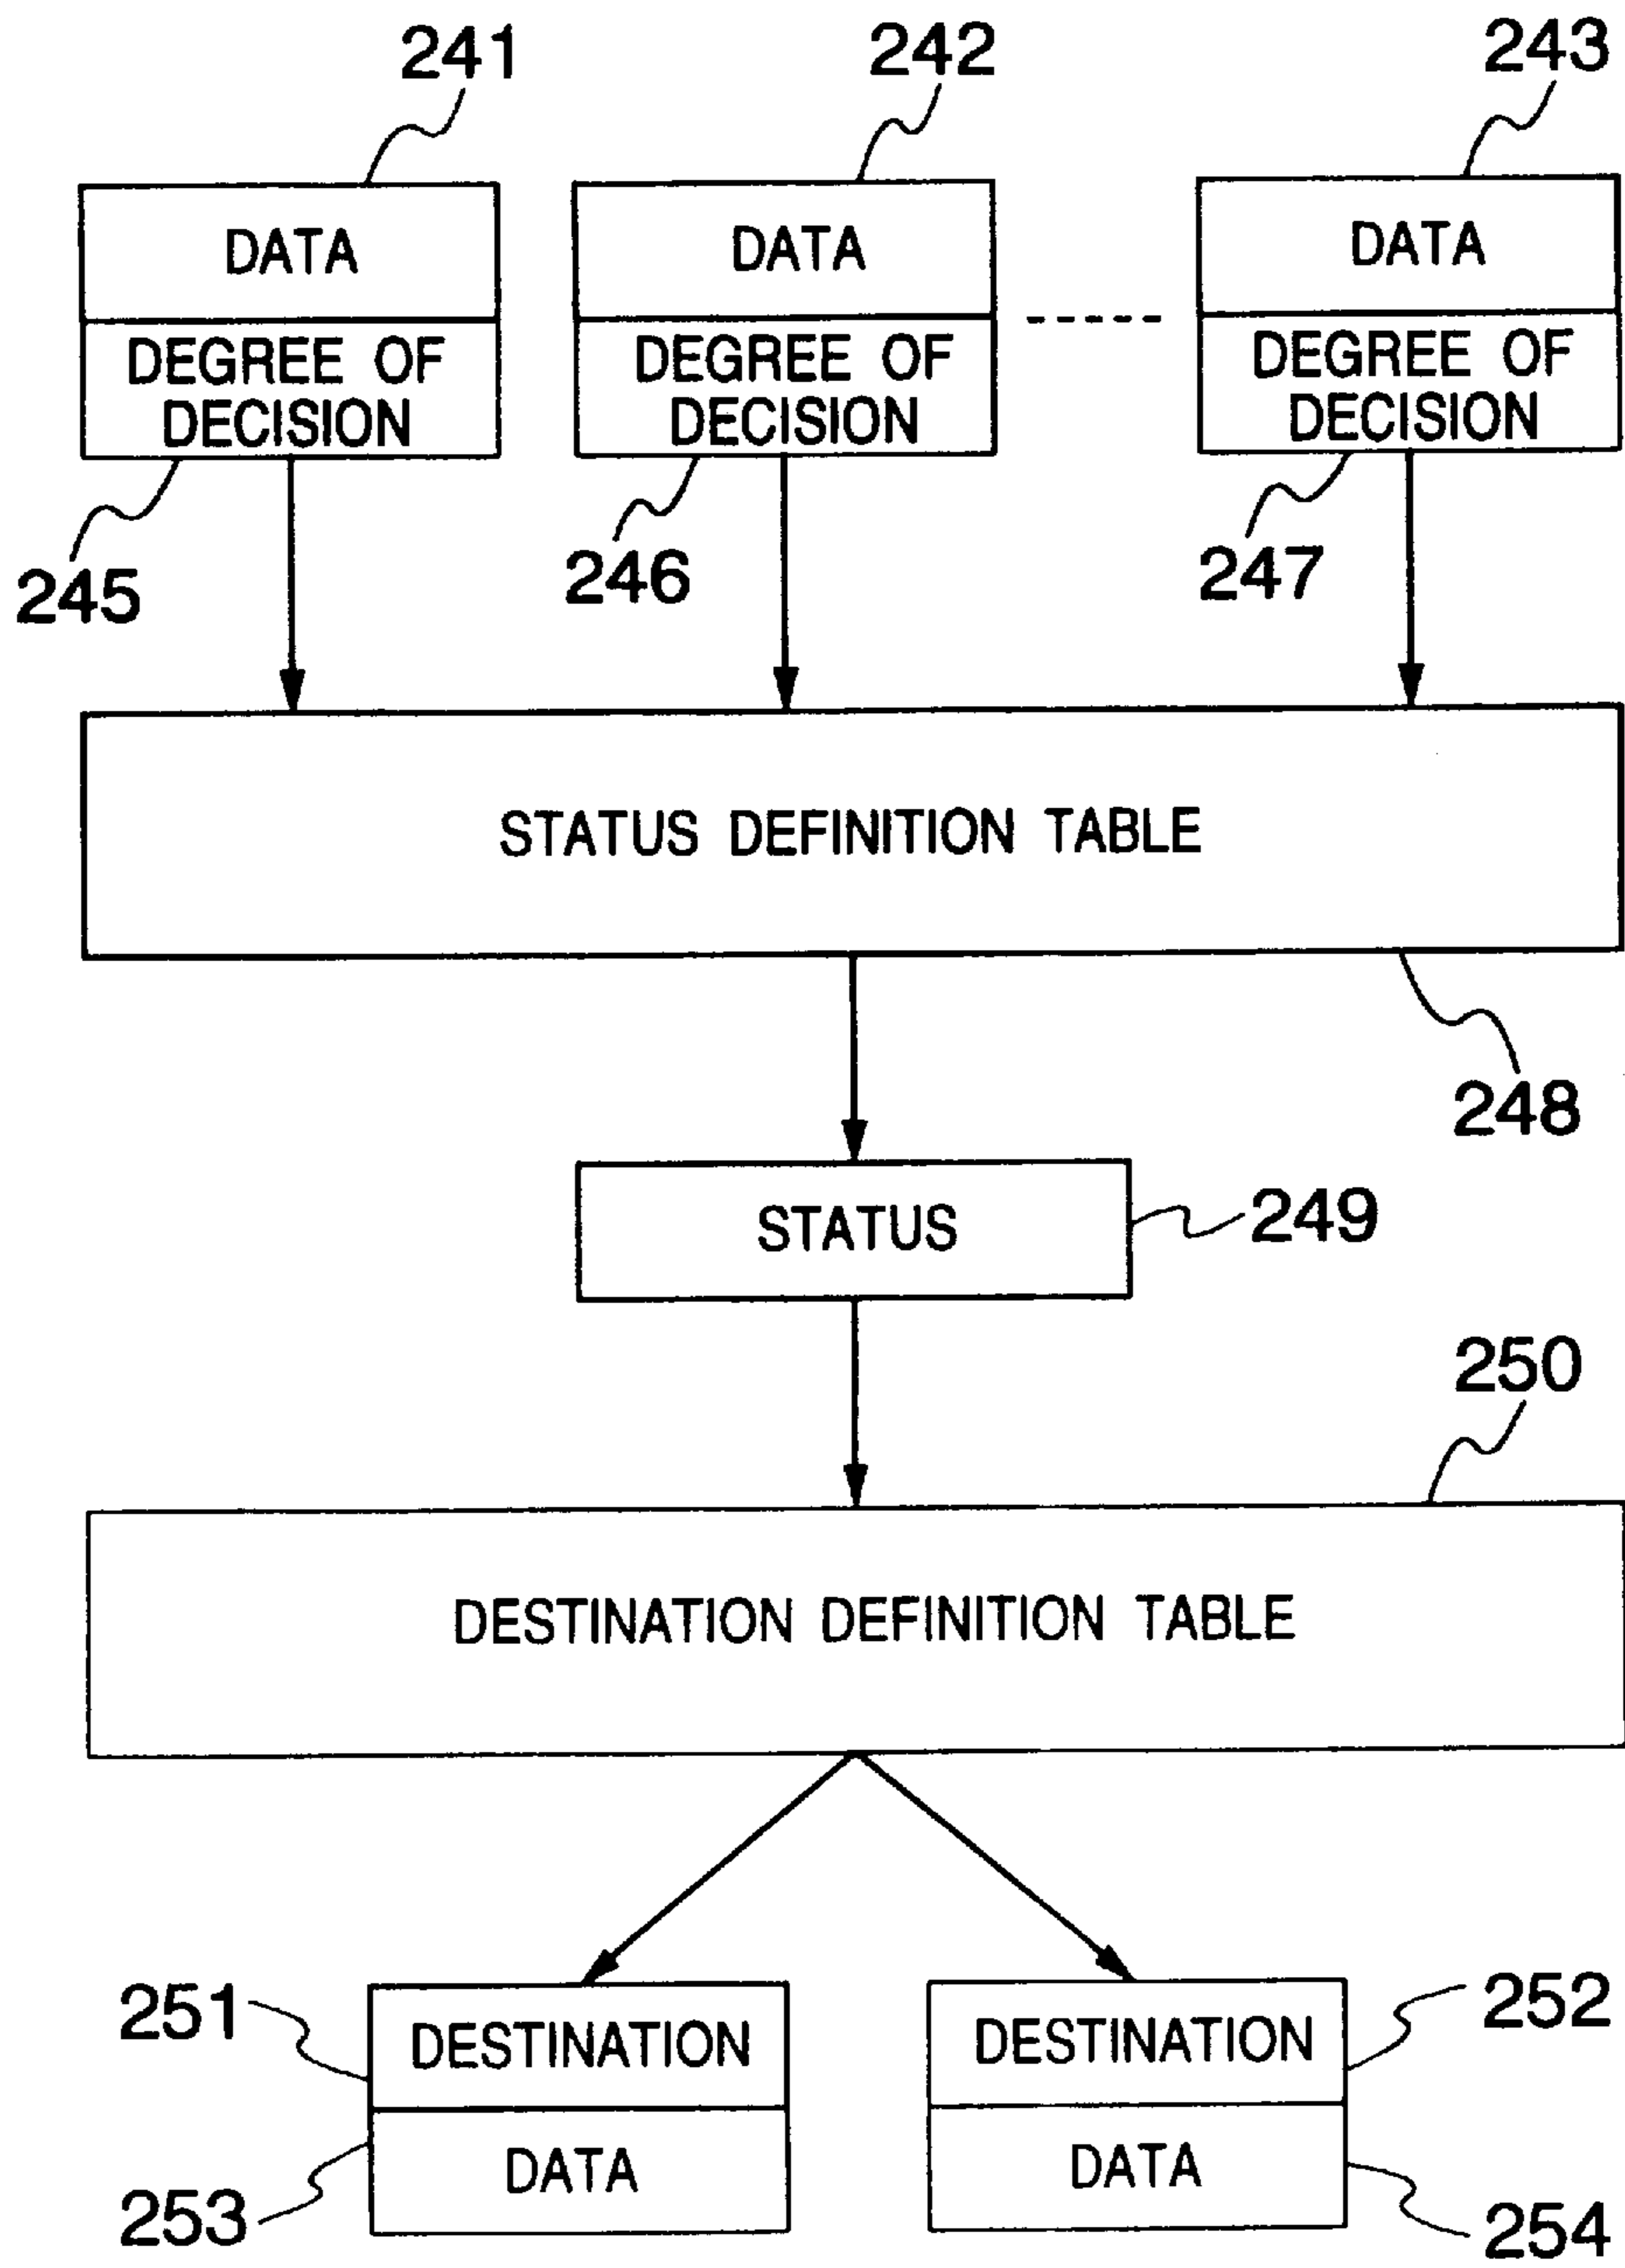 241
242
243
DATA
DATA
DATA
DEGREE OF
DECISION
DEGREE OF
DECISION
DEGREE OF
DECISION
245
246
247
STATUS DEFINITION TABLE
248
STATUS
249
250
DESTINATION DEFINITION TABLE
251
DESTINATION
DESTINATION
252
253
DATA
DATA
254